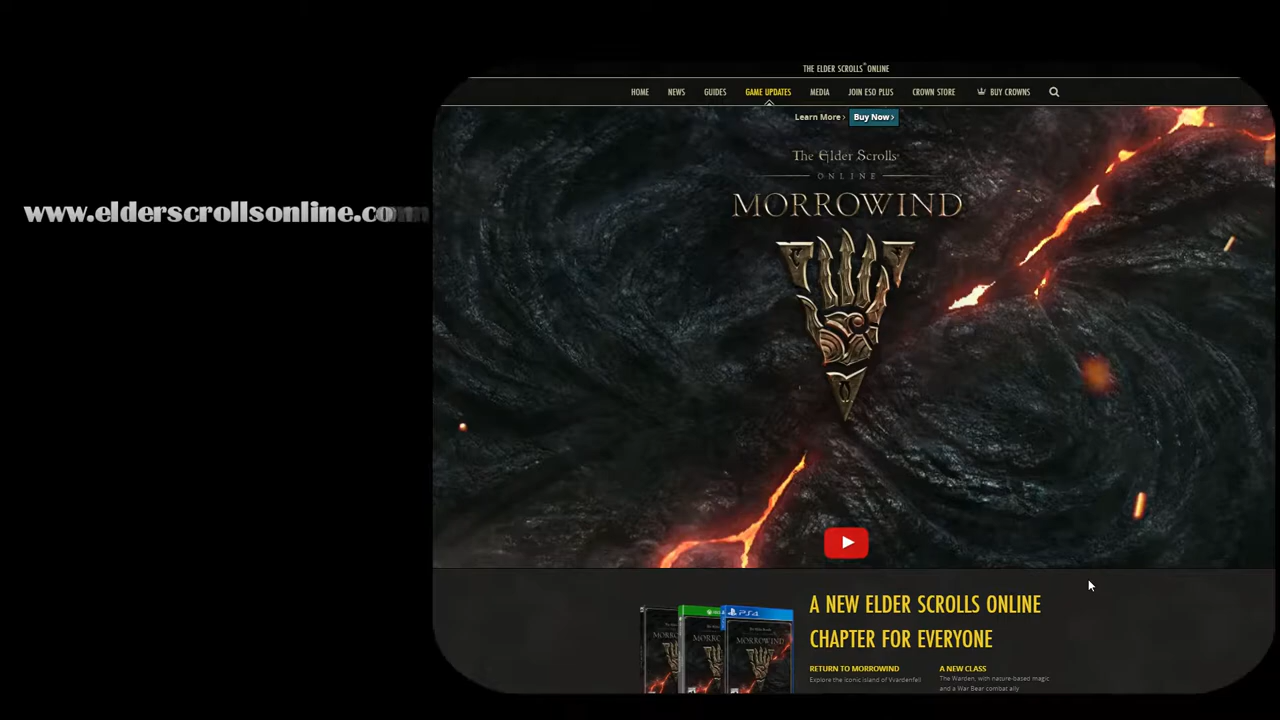 THE ELDER SCROLLS® ONLINE
HOME NEWS GUIDES GAME UPDATES MEDIA JOIN ESO PLUS CROWN STORE BUY CROWNS
Learn More › Buy Now ›
The Elder Scrolls
ONLINE
MORROWIND
www.elderscrollsonline.com
A NEW ELDER SCROLLS ONLINE
CHAPTER FOR EVERYONE
PS4
MORROWIND
RETURN TO MORROWIND
Explore the iconic island of Vvardenfell
A NEW CLASS
The Warden, with nature-based magic
and a War Bear combat ally